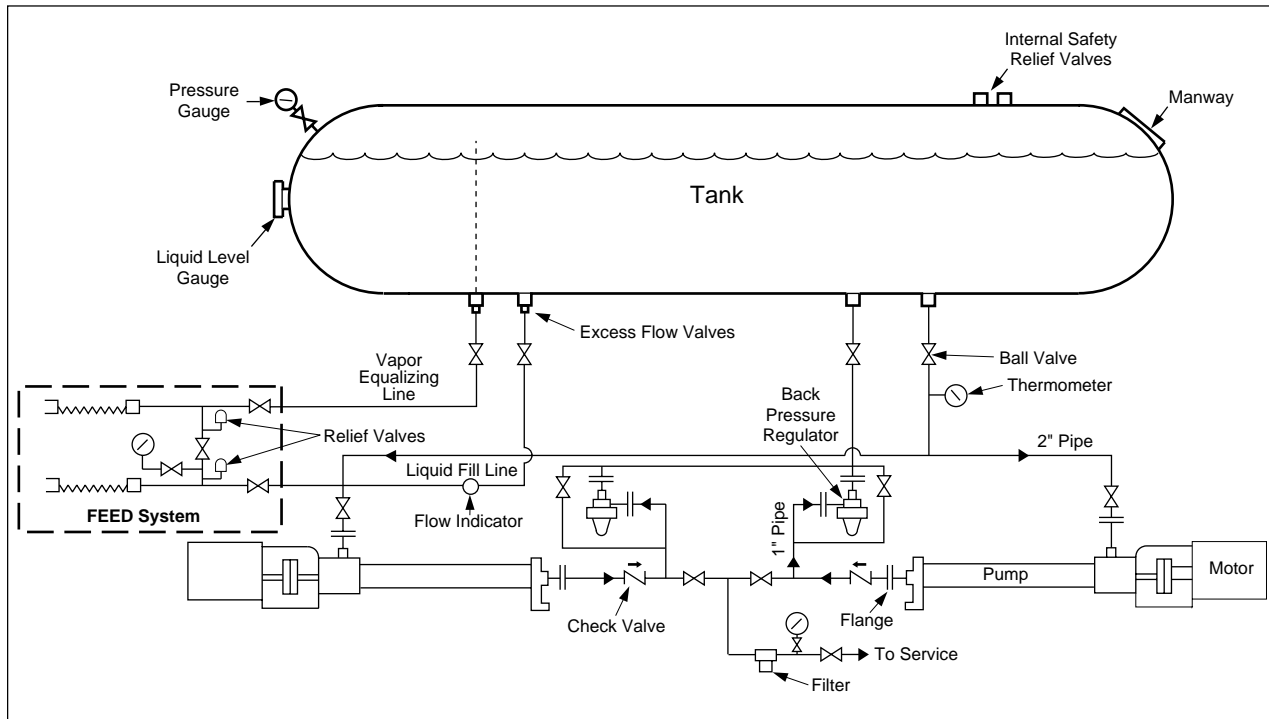 Internal Safety
Relief Valves
Pressure
Gauge
Manway
Tank
Liquid Level
Gauge
Excess Flow Valves
Vapor
Equalizing
Line
Ball Valve
Thermometer
Back
Pressure
Regulator
Relief Valves
2" Pipe
Liquid Fill Line
FEED System
Flow Indicator
1" Pipe
Pump
Motor
Check Valve
Flange
To Service
Filter